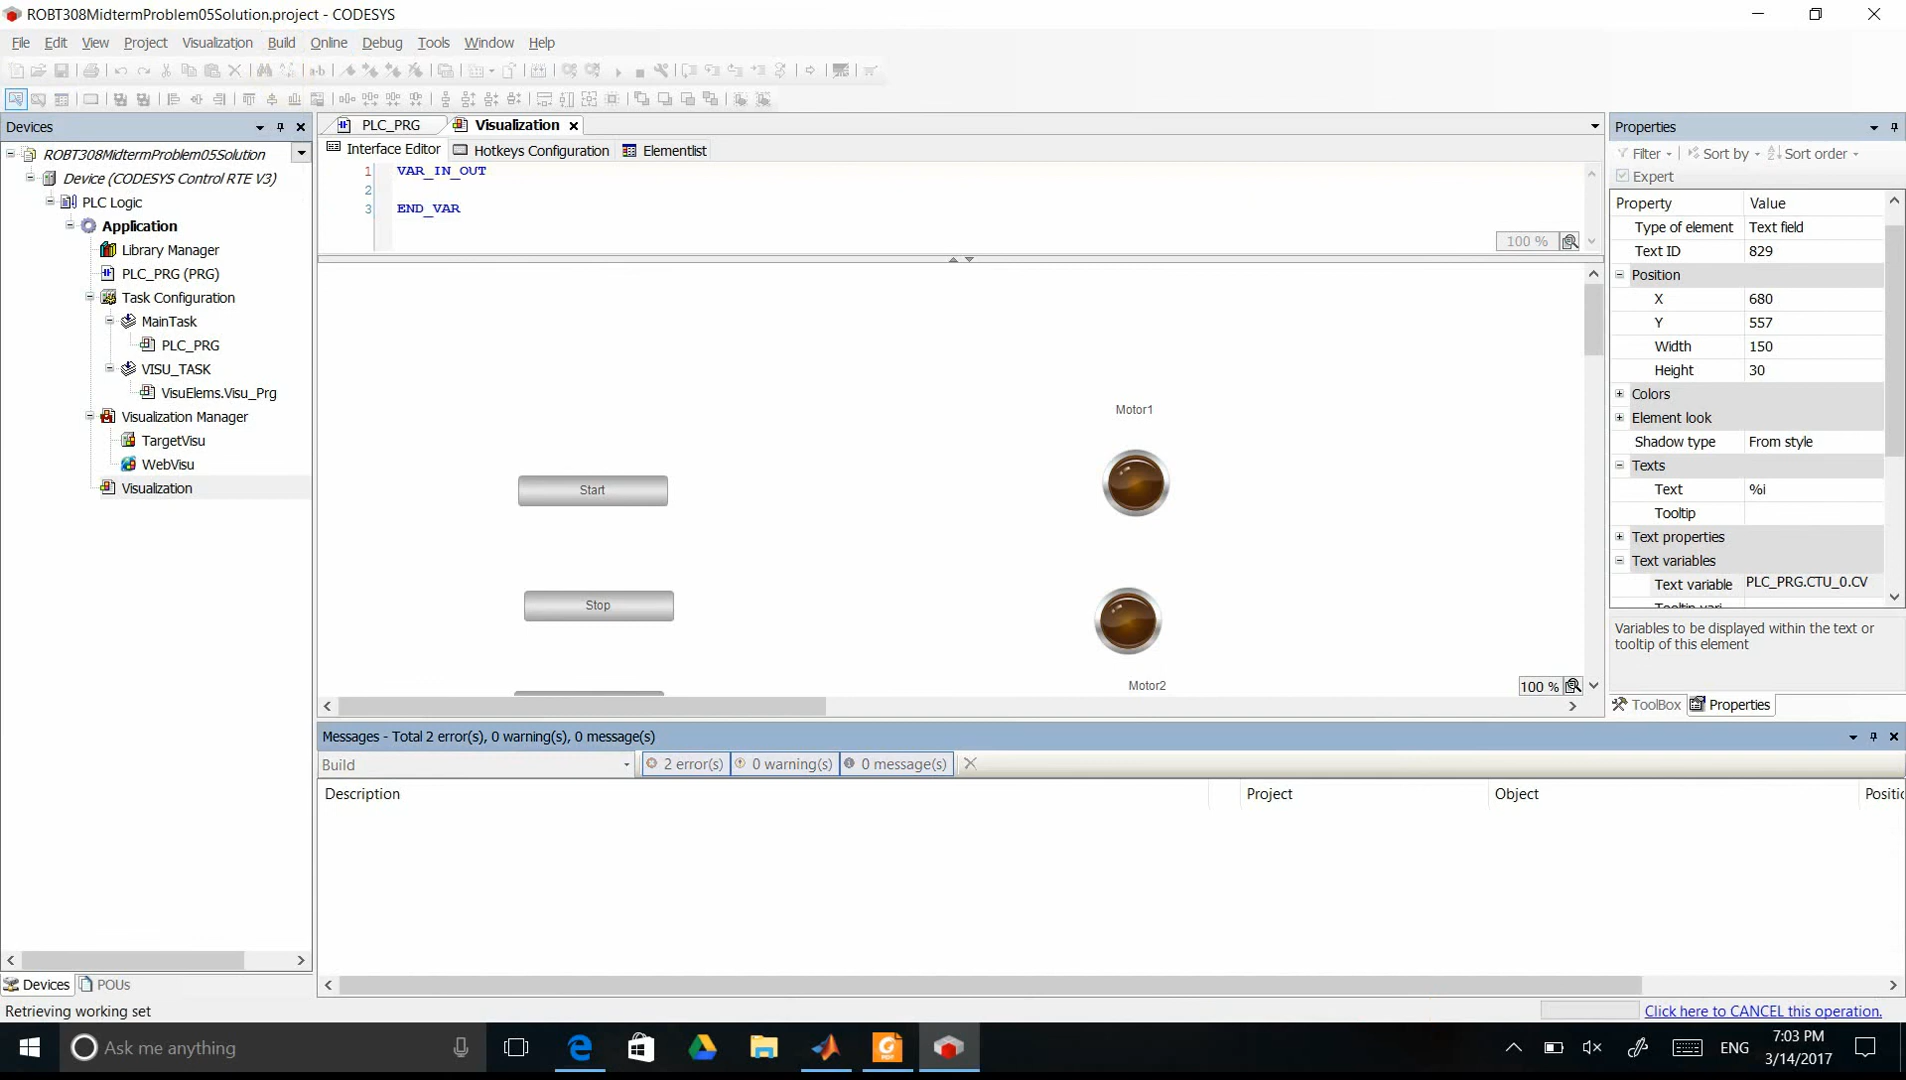 ROBT308MidtermProblem05Solution.project - CODESYS
File Edit View Project Visualization Build Online Debug Tools Window Help
Devices
ROBT308MidtermProblem05Solution
Device (CODESYS Control RTE V3)
PLC Logic
Application
Library Manager
PLC_PRG (PRG)
Task Configuration
MainTask
PLC_PRG
VISU_TASK
VisuElems.Visu_Prg
Visualization Manager
TargetVisu
WebVisu
Visualization
Devices POUs
PLC_PRG Visualization
Interface Editor Hotkeys Configuration Elementlist
1 VAR_IN_OUT
2
3 END_VAR
100 %
Motor1
Start
Stop
Motor2
100 %
Properties
Filter Sort by Sort order
Expert
Property Value
Type of element Text field
Text ID 829
Position
X 680
Y 557
Width 150
Height 30
Colors
Element look
Shadow type From style
Texts
Text %i
Tooltip
Text properties
Text variables
Text variable PLC_PRG.CTU_0.CV
Tooltip vari
Variables to be displayed within the text or
tooltip of this element
ToolBox Properties
Messages - Total 2 error(s), 0 warning(s), 0 message(s)
Build 2 error(s) 0 warning(s) 0 message(s)
Description Project Object Positic
Retrieving working set Click here to CANCEL this operation.
Ask me anything
ENG
7:03 PM
3/14/2017